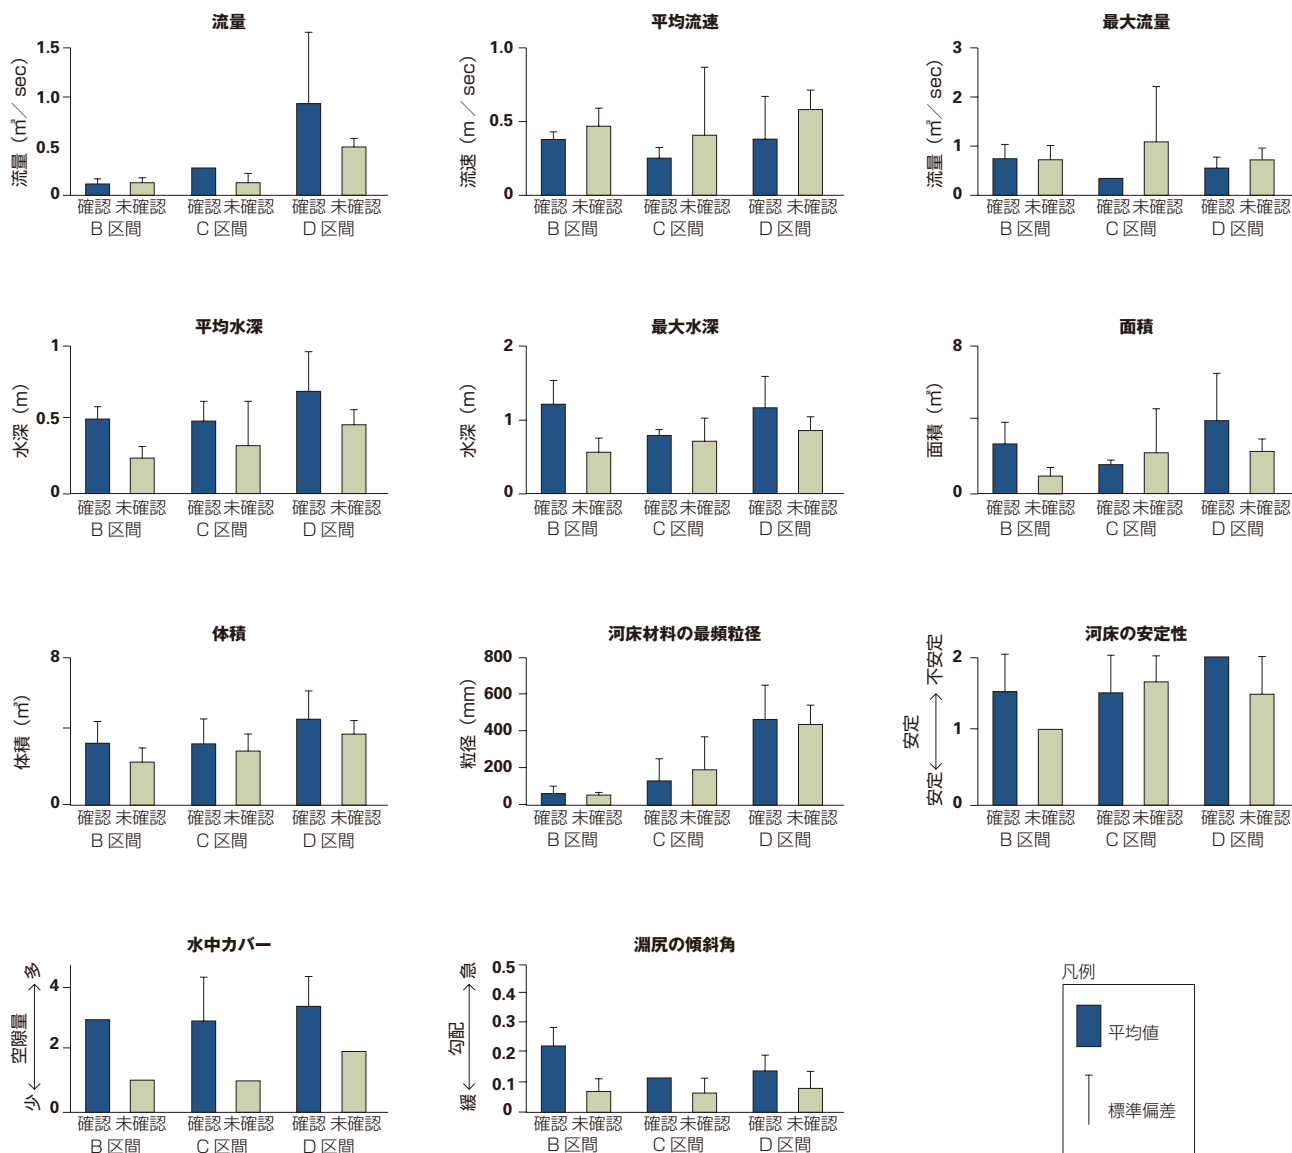 流量
流量（㎥／sec）
1.5
1.0
0.5
0
確認 未確認 確認 未確認 確認 未確認
B 区間 C 区間 D 区間
平均流速
流速（m／sec）
1.0
0.5
0
確認 未確認 確認 未確認 確認 未確認
B 区間 C 区間 D 区間
最大流量
流量（㎥／sec）
3
2
1
0
確認 未確認 確認 未確認 確認 未確認
B 区間 C 区間 D 区間
平均水深
水深（m）
1
0.5
0
確認 未確認 確認 未確認 確認 未確認
B 区間 C 区間 D 区間
最大水深
水深（m）
2
1
0
確認 未確認 確認 未確認 確認 未確認
B 区間 C 区間 D 区間
面積
面積（㎡）
8
0
確認 未確認 確認 未確認 確認 未確認
B 区間 C 区間 D 区間
体積
体積（㎥）
8
0
確認 未確認 確認 未確認 確認 未確認
B 区間 C 区間 D 区間
河床材料の最頻粒径
粒径（mm）
800
600
400
200
0
確認 未確認 確認 未確認 確認 未確認
B 区間 C 区間 D 区間
河床の安定性
安定←安定→不安定
2
1
0
確認 未確認 確認 未確認 確認 未確認
B 区間 C 区間 D 区間
水中カバー
少←空隙量→多
4
2
0
確認 未確認 確認 未確認 確認 未確認
B 区間 C 区間 D 区間
淵尻の傾斜角
緩←勾配→急
0.5
0.4
0.3
0.2
0.1
0
確認 未確認 確認 未確認 確認 未確認
B 区間 C 区間 D 区間
凡例
平均値
標準偏差